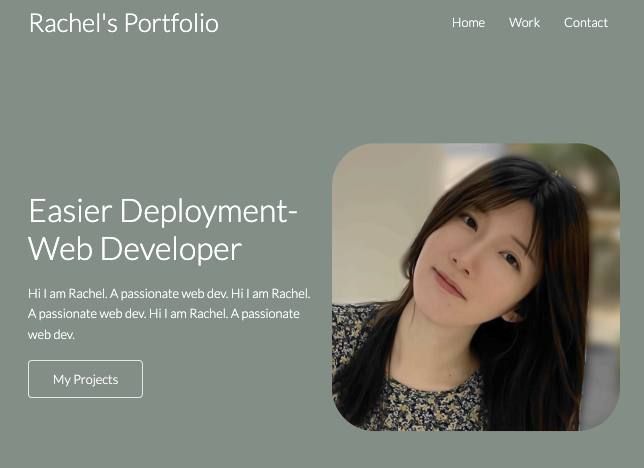 Rachel's Portfolio
Home Work Contact
Easier Deployment-
Web Developer
Hi I am Rachel. A passionate web dev. Hi I am Rachel.
A passionate web dev. Hi I am Rachel. A passionate
web dev.
My Projects